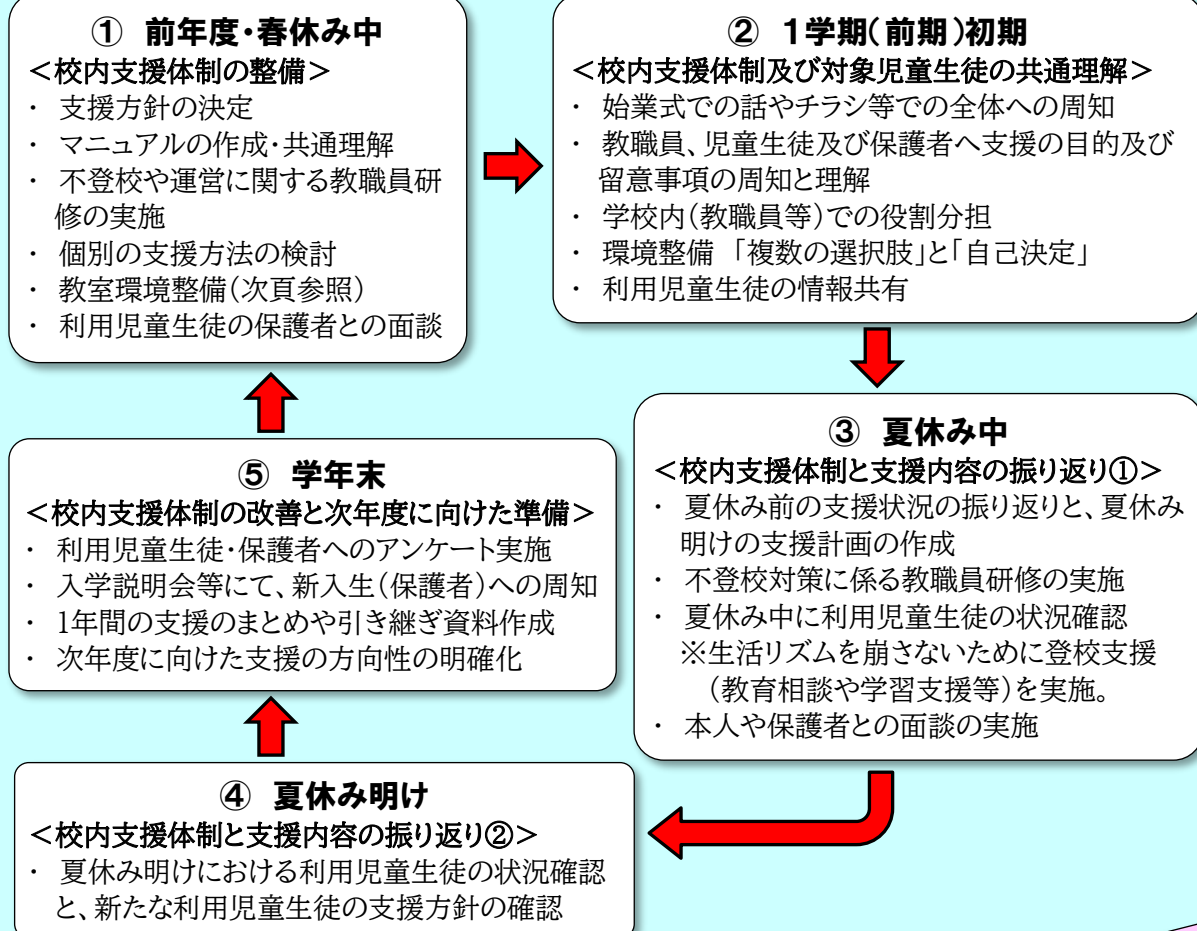 ① 前年度・春休み中
＜校内支援体制の整備＞
・ 支援方針の決定
・ マニュアルの作成・共通理解
・ 不登校や運営に関する教職員研
修の実施
・ 個別の支援方法の検討
・ 教室環境整備（次頁参照）
・ 利用児童生徒の保護者との面談
② １学期（前期）初期
＜校内支援体制及び対象児童生徒の共通理解＞
・ 始業式での話やチラシ等での全体への周知
・ 教職員、児童生徒及び保護者へ支援の目的及び
留意事項の周知と理解
・ 学校内（教職員等）での役割分担
・ 環境整備 「複数の選択肢」と「自己決定」
・ 利用児童生徒の情報共有
③ 夏休み中
＜校内支援体制と支援内容の振り返り①＞
・ 夏休み前の支援状況の振り返りと、夏休み
明けの支援計画の作成
・ 不登校対策に係る教職員研修の実施
・ 夏休み中に利用児童生徒の状況確認
※生活リズムを崩さないために登校支援
（教育相談や学習支援等）を実施。
・ 本人や保護者との面談の実施
④ 夏休み明け
＜校内支援体制と支援内容の振り返り②＞
・ 夏休み明けにおける利用児童生徒の状況確認
と、新たな利用児童生徒の支援方針の確認
⑤ 学年末
＜校内支援体制の改善と次年度に向けた準備＞
・ 利用児童生徒・保護者へのアンケート実施
・ 入学説明会等にて、新入生（保護者）への周知
・ 1年間の支援のまとめや引き継ぎ資料作成
・ 次年度に向けた支援の方向性の明確化